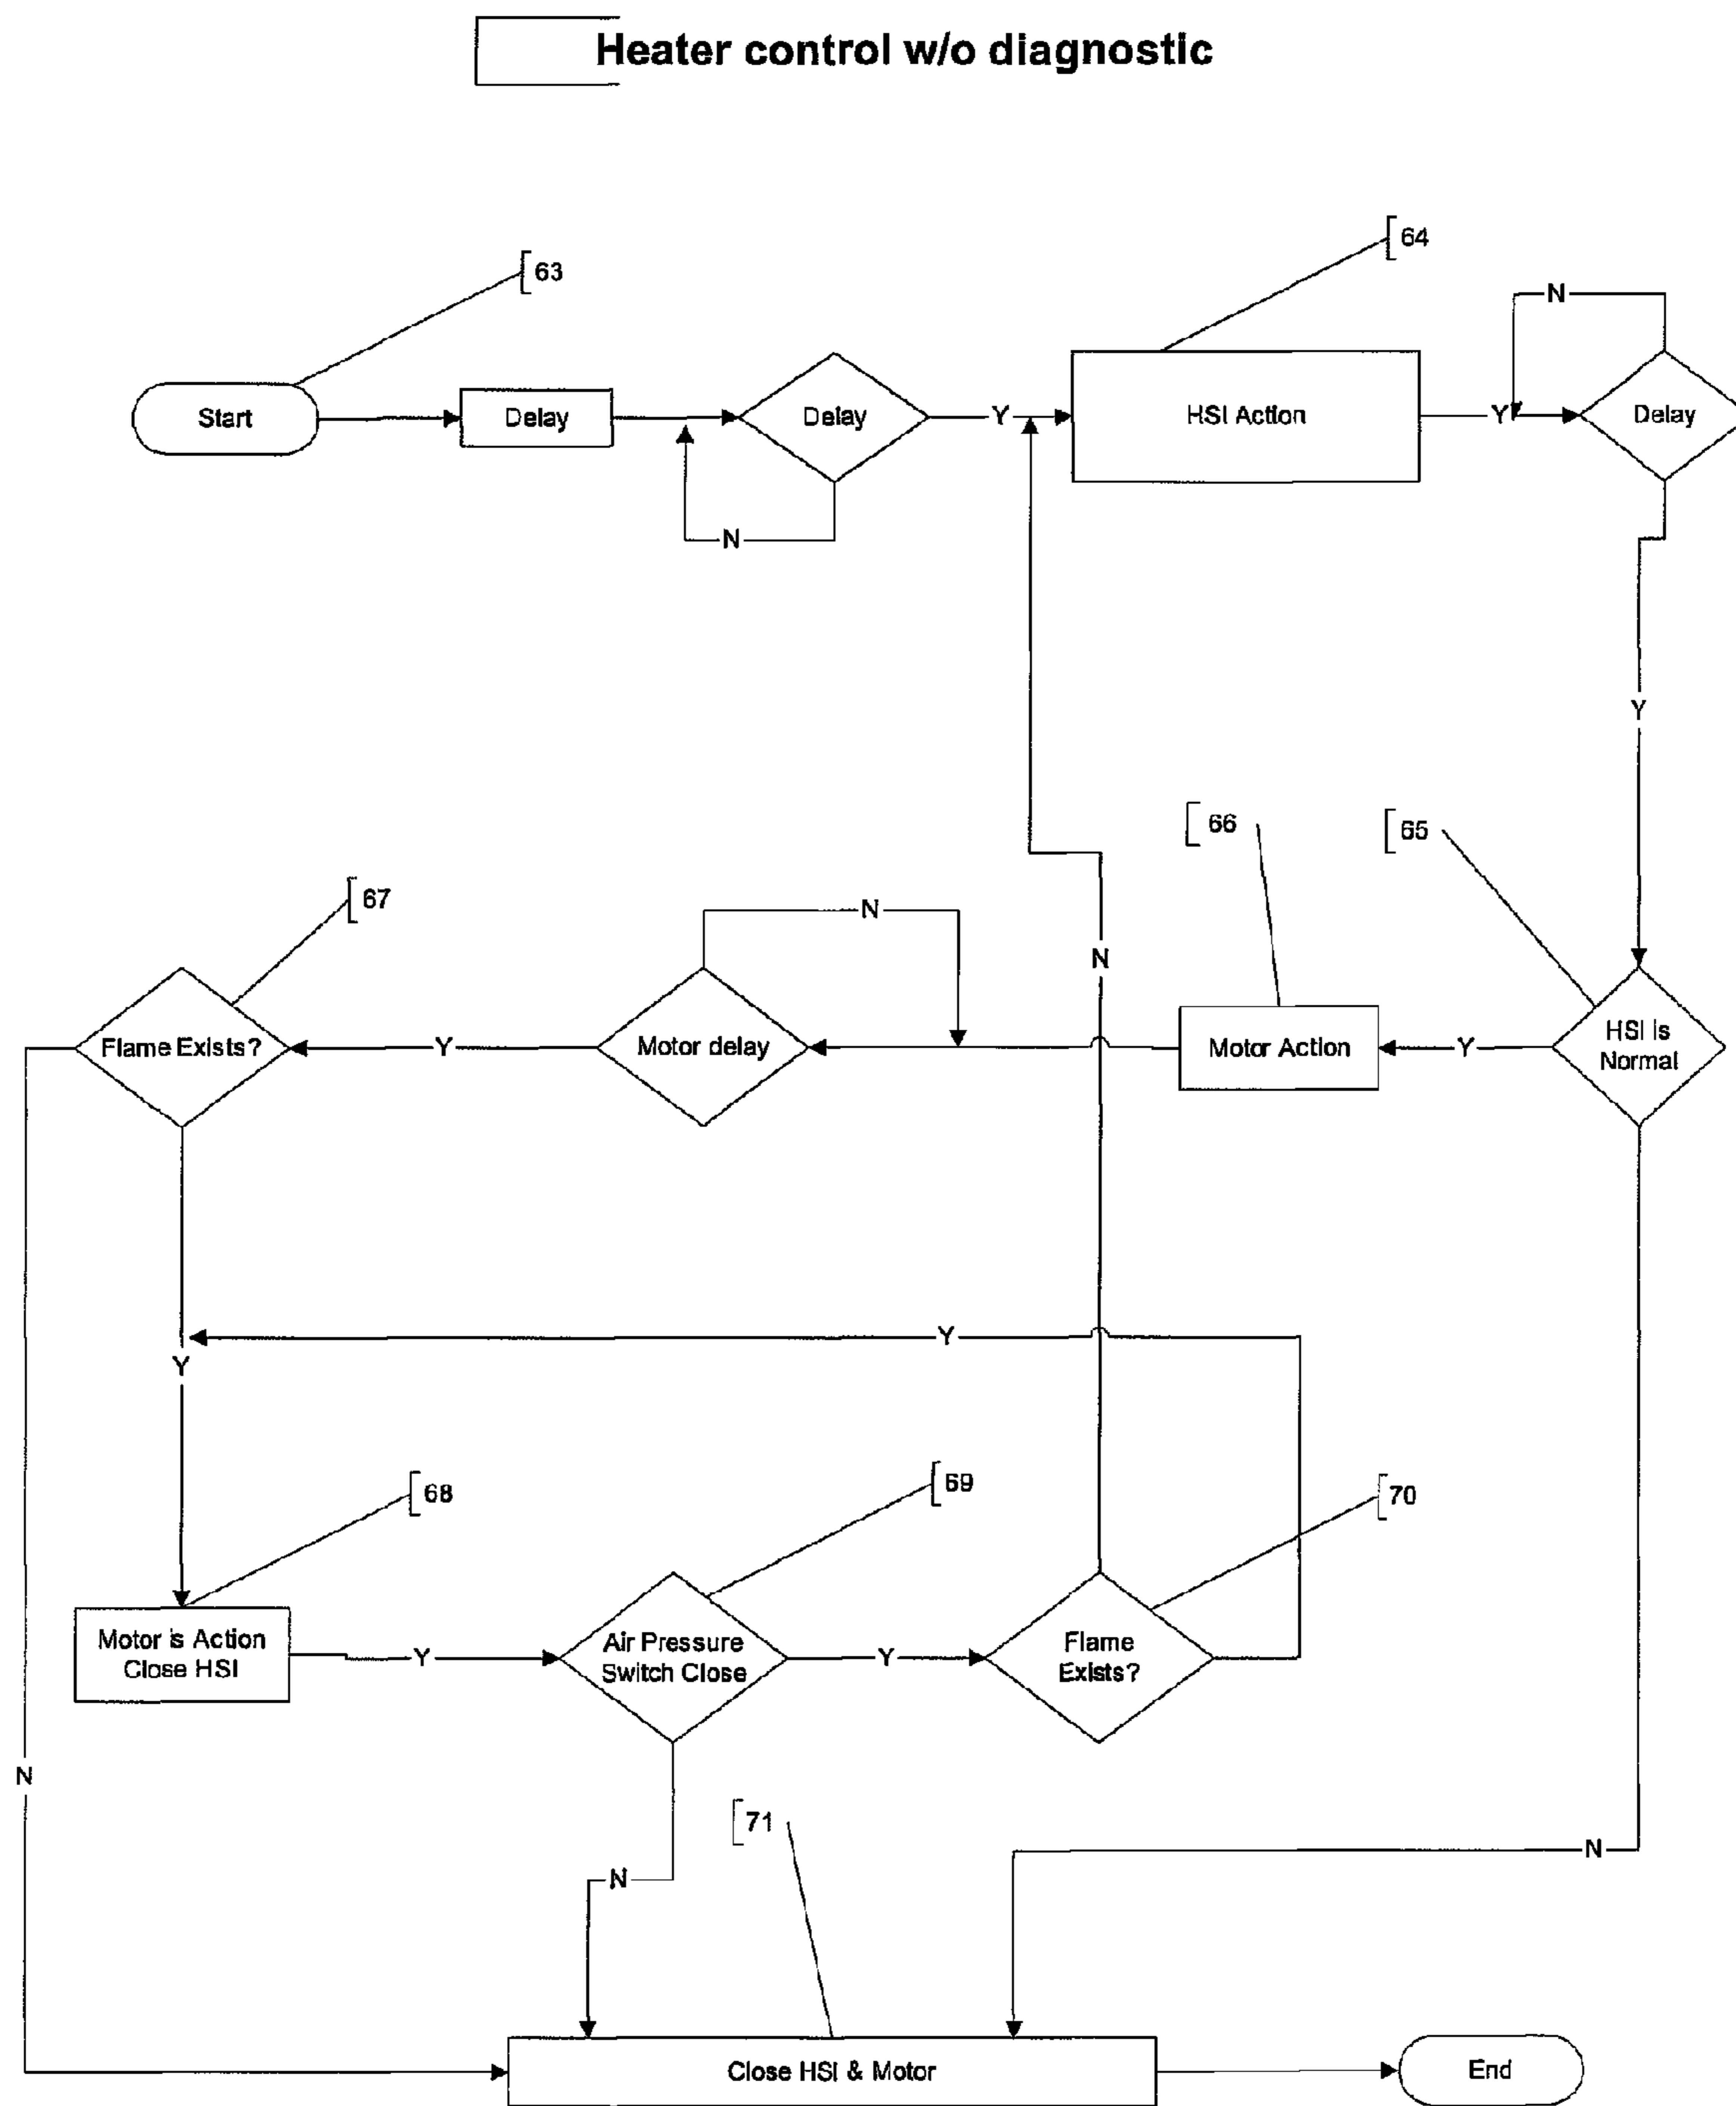 Heater control w/o diagnostic
63
64
N
Start
Delay
Delay
Y
HSI Action
Y
Delay
N
Y
66
65
67
N
N
Flame Exists?
Y
Motor delay
Motor Action
Y
HSI is
Normal
Y
Y
68
69
70
Motor is Action
Close HSI
Y
Air Pressure
Switch Close
Y
Flame
Exists?
N
71
N
N
Close HSI & Motor
End